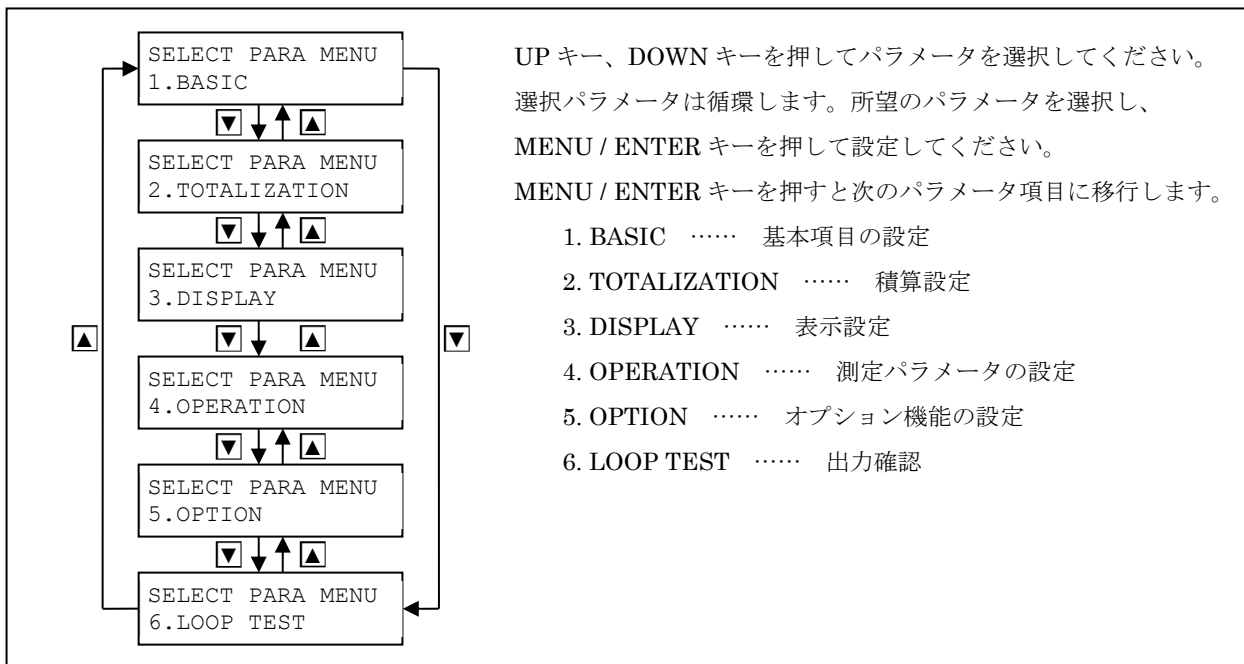 SELECT PARA MENU
1.BASIC
▼ ▲
SELECT PARA MENU
2.TOTALIZATION
▼ ▲
SELECT PARA MENU
3.DISPLAY
▲ ▼ ▲ ▼
SELECT PARA MENU
4.OPERATION
▼ ▲
SELECT PARA MENU
5.OPTION
▼ ▲
SELECT PARA MENU
6.LOOP TEST
UP キー、DOWN キーを押してパラメータを選択してください。
選択パラメータは循環します。所望のパラメータを選択し、
MENU / ENTER キーを押して設定してください。
MENU / ENTER キーを押すと次のパラメータ項目に移行します。
1. BASIC …… 基本項目の設定
2. TOTALIZATION …… 積算設定
3. DISPLAY …… 表示設定
4. OPERATION …… 測定パラメータの設定
5. OPTION …… オプション機能の設定
6. LOOP TEST …… 出力確認